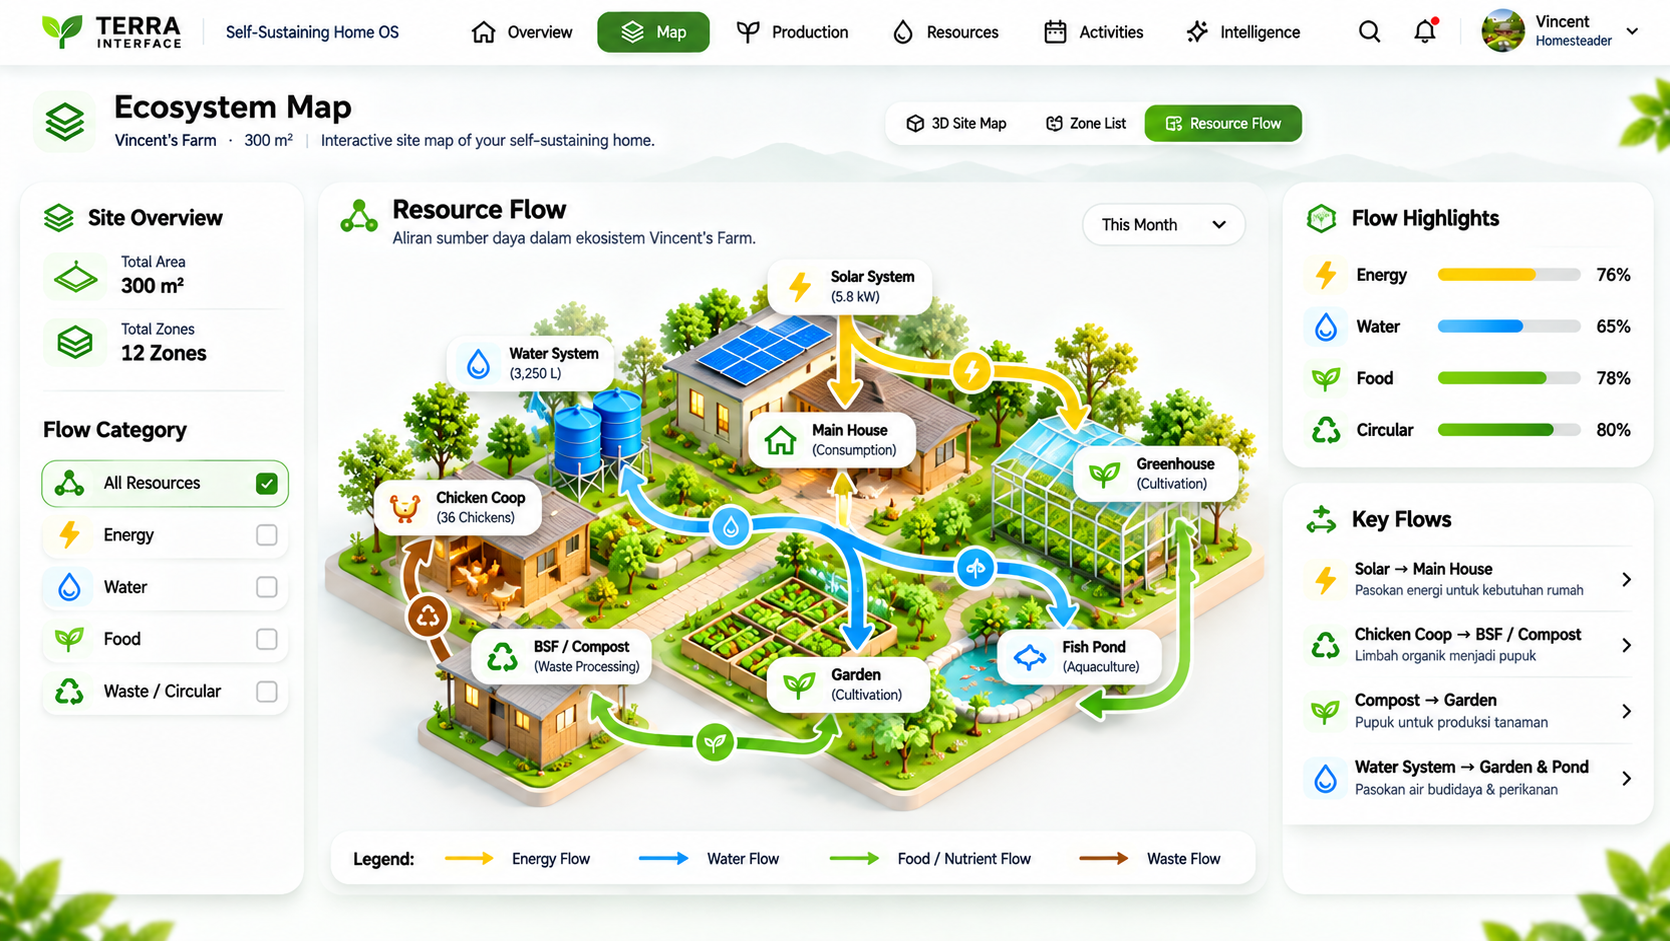 TERRA
INTERFACE
Self-Sustaining Home OS
Overview
Map
Production
Resources
Activities
Intelligence
Vincent
Homesteader
Ecosystem Map
Vincent's Farm · 300 m² | Interactive site map of your self-sustaining home.
3D Site Map
Zone List
Resource Flow
Site Overview
Total Area
300 m²
Total Zones
12 Zones
Flow Category
All Resources
Energy
Water
Food
Waste / Circular
Resource Flow
Aliran sumber daya dalam ekosistem Vincent's Farm.
This Month
Solar System
(5.8 kW)
Water System
(3,250 L)
Main House
(Consumption)
Greenhouse
(Cultivation)
Chicken Coop
(36 Chickens)
BSF / Compost
(Waste Processing)
Garden
(Cultivation)
Fish Pond
(Aquaculture)
Legend:
Energy Flow
Water Flow
Food / Nutrient Flow
Waste Flow
Flow Highlights
Energy 76%
Water 65%
Food 78%
Circular 80%
Key Flows
Solar → Main House
Pasokan energi untuk kebutuhan rumah
Chicken Coop → BSF / Compost
Limbah organik menjadi pupuk
Compost → Garden
Pupuk untuk produksi tanaman
Water System → Garden & Pond
Pasokan air budidaya & perikanan